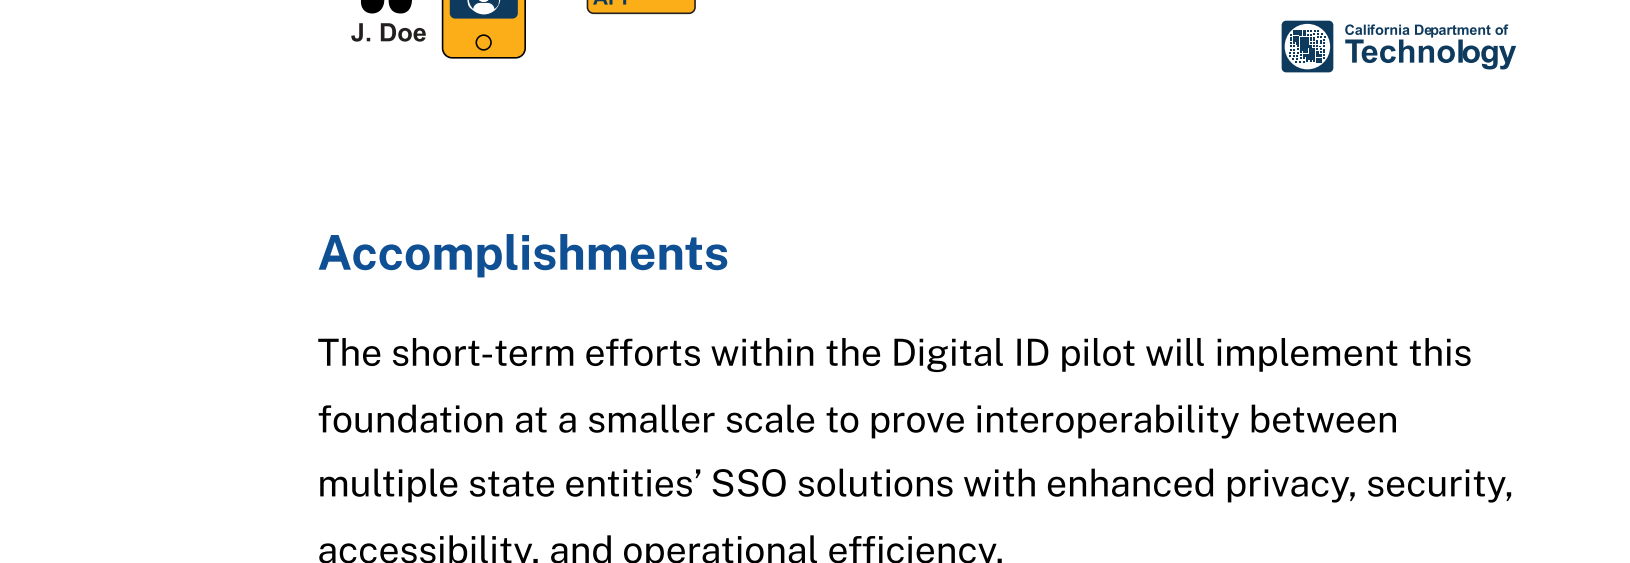 J. Doe
California Department of
Technology
Accomplishments
The short-term efforts within the Digital ID pilot will implement this
foundation at a smaller scale to prove interoperability between
multiple state entities’ SSO solutions with enhanced privacy, security,
accessibility, and operational efficiency.